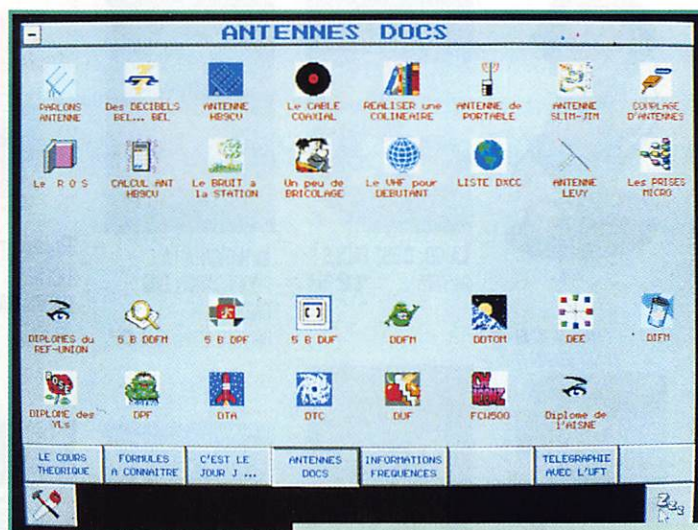 ANTENNES DOCS
PARLONS ANTENNE
Des DECIBELS BEL... BEL
ANTENNE HB9CV
Le CABLE COAXIAL
REALISER une COLINEAIRE
ANTENNE de PORTABLE
ANTENNE SLIM-JIM
COUPLAGE D'ANTENNES
Le R O S
CALCUL ANT HB9CU
Le BRUIT a la STATION
Un peu de BRICOLAGE
Le VHF pour DEBUTANT
LISTE DXCC
ANTENNE LEVY
Les PRISES MICRO
DIPLOMES du REF-UNION
5 B DDFM
5 B DPF
5 B DUF
DDFM
DDTOM
DEE
DIFM
DIPLOME des YLs
DPF
DTA
DTC
DUF
FCW500
Diplome de l'AISNE
LE COURS THEORIQUE
FORMULES A CONNAITRE
C'EST LE JOUR J ...
ANTENNES DOCS
INFORMATIONS FREQUENCES
TELEGRAPHIE AVEC L'UFT